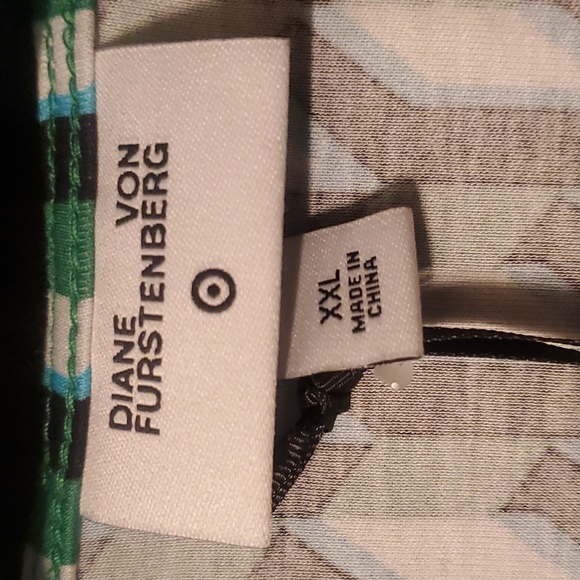 DIANE VON
FURSTENBERG
XXL
MADE IN
CHINA